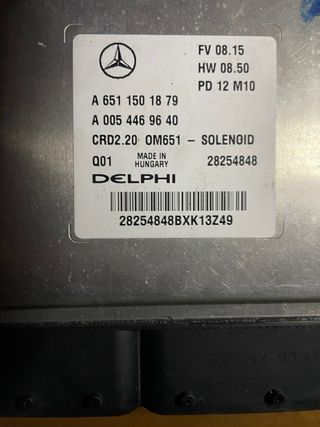 FV 08.15
HW 08.50
PD 12 M10
A 651 150 18 79
A 005 446 96 40
CRD2.20 OM651 - SOLENOID
Q01 MADE IN HUNGARY 28254848
DELPHI
28254848BXK13Z49